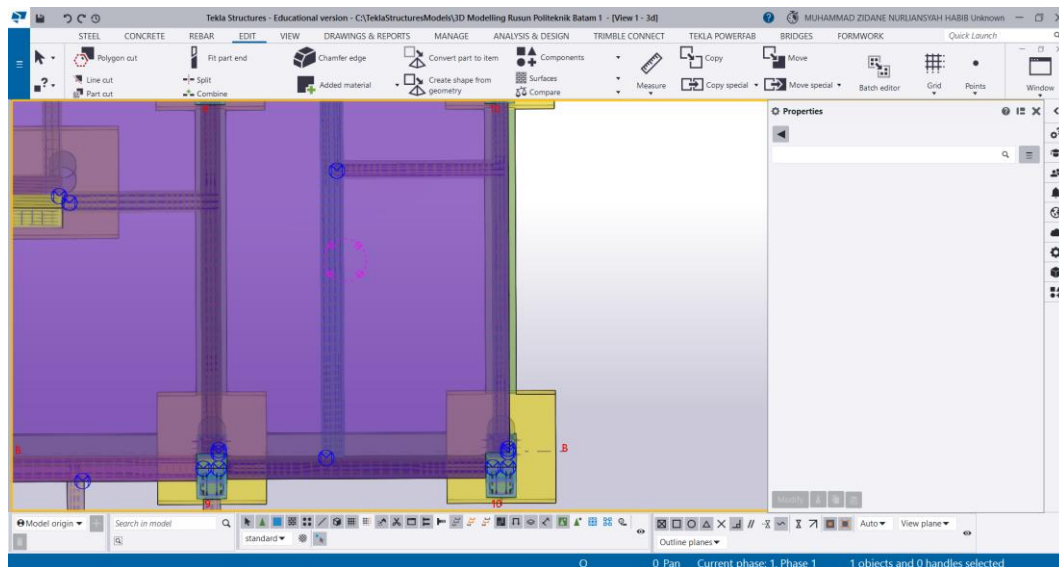 Tekla Structures - Educational version - C:\TeklaStructuresModels\3D Modelling Rusun Politeknik Batam 1 - [View 1 - 3d]
MUHAMMAD ZIDANE NURLIANSYAH HABIB Unknown
STEEL CONCRETE REBAR EDIT VIEW DRAWINGS & REPORTS MANAGE ANALYSIS & DESIGN TRIMBLE CONNECT TEKLA POWERFAB BRIDGES FORMWORK Quick Launch
Polygon cut Fit part end Chamfer edge Convert part to item Components Copy Move
Line cut Split Added material Create shape from geometry Surfaces Measure Copy special Move special Batch editor Grid Points Window
Part cut Combine Compare
Properties
10
B
B
9
10
Modify
Model origin Search in model Auto View plane
standard Outline planes
O 0 Pan Current phase: 1, Phase 1 1 objects and 0 handles selected